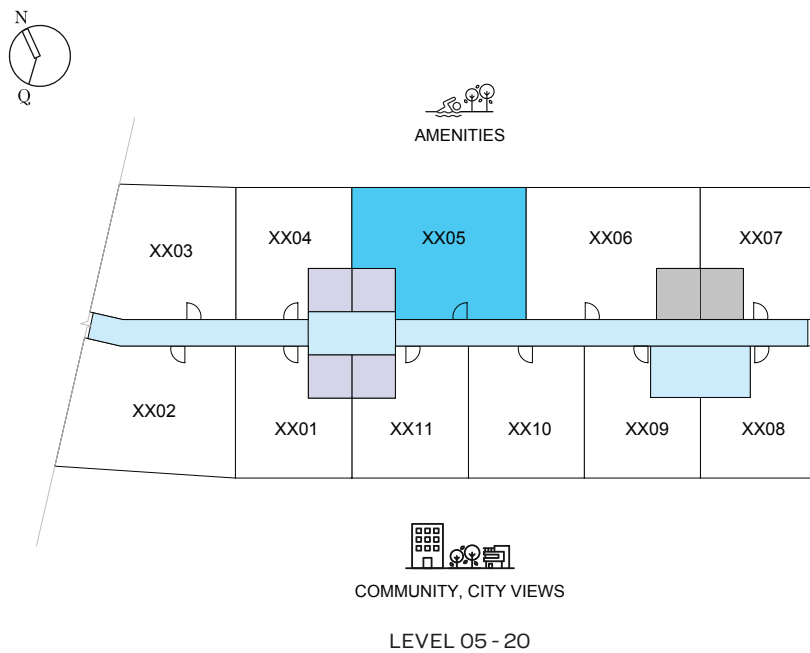 N
Q
AMENITIES
XX03
XX04
XX05
XX06
XX07
XX02
XX01
XX11
XX10
XX09
XX08
COMMUNITY, CITY VIEWS
LEVEL 05 - 20